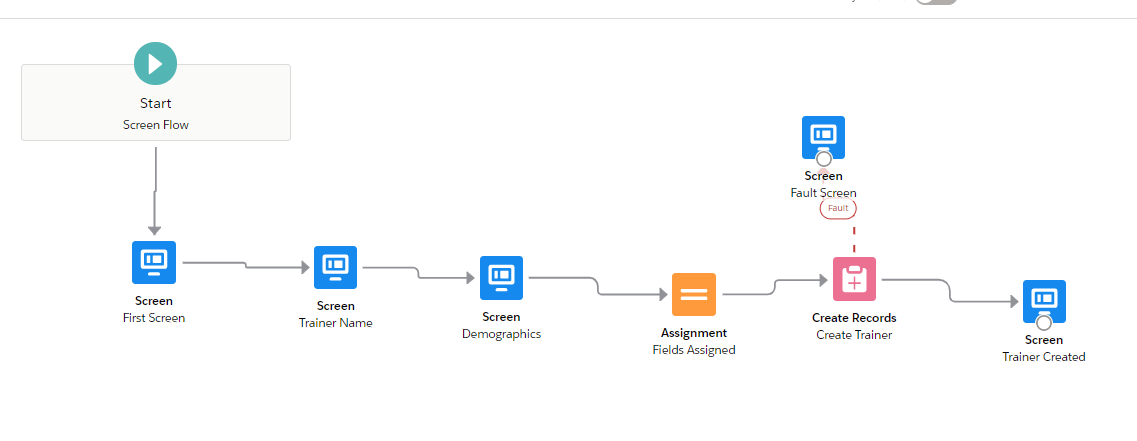 Start
Screen Flow
Screen
First Screen
Screen
Trainer Name
Screen
Demographics
Assignment
Fields Assigned
Screen
Fault Screen
Fault
Create Records
Create Trainer
Screen
Trainer Created